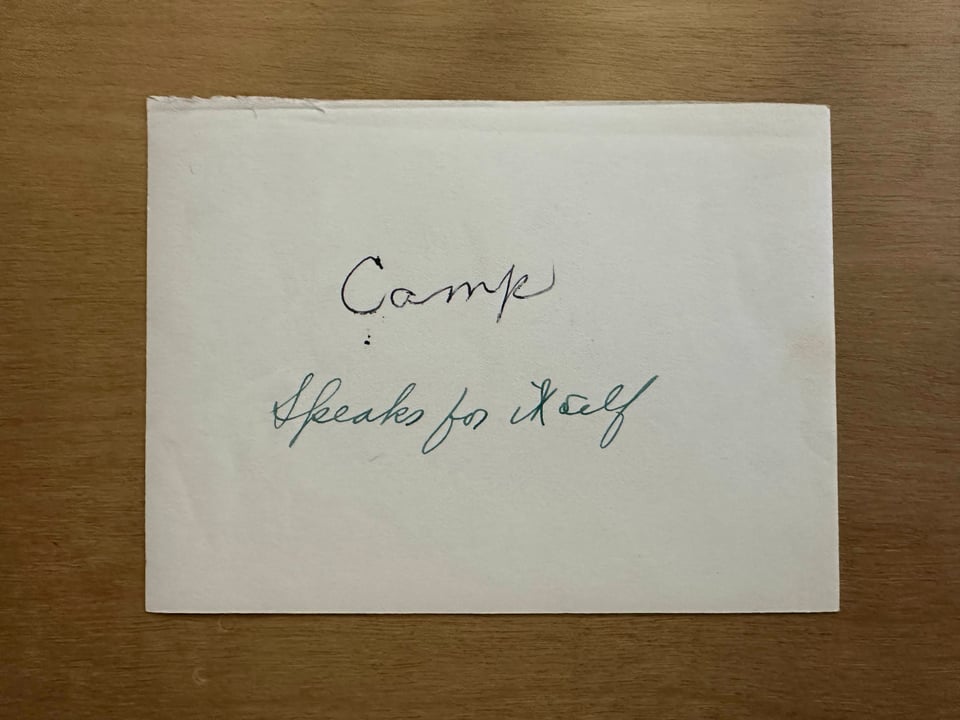 Camp
Speaks for itself